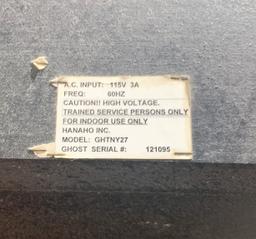 A.C. INPUT: 115V 3A
FREQ: 60HZ
CAUTION!! HIGH VOLTAGE.
TRAINED SERVICE PERSONS ONLY
FOR INDOOR USE ONLY
HANAHO INC.
MODEL: GHTNY27
GHOST SERIAL #: 121095